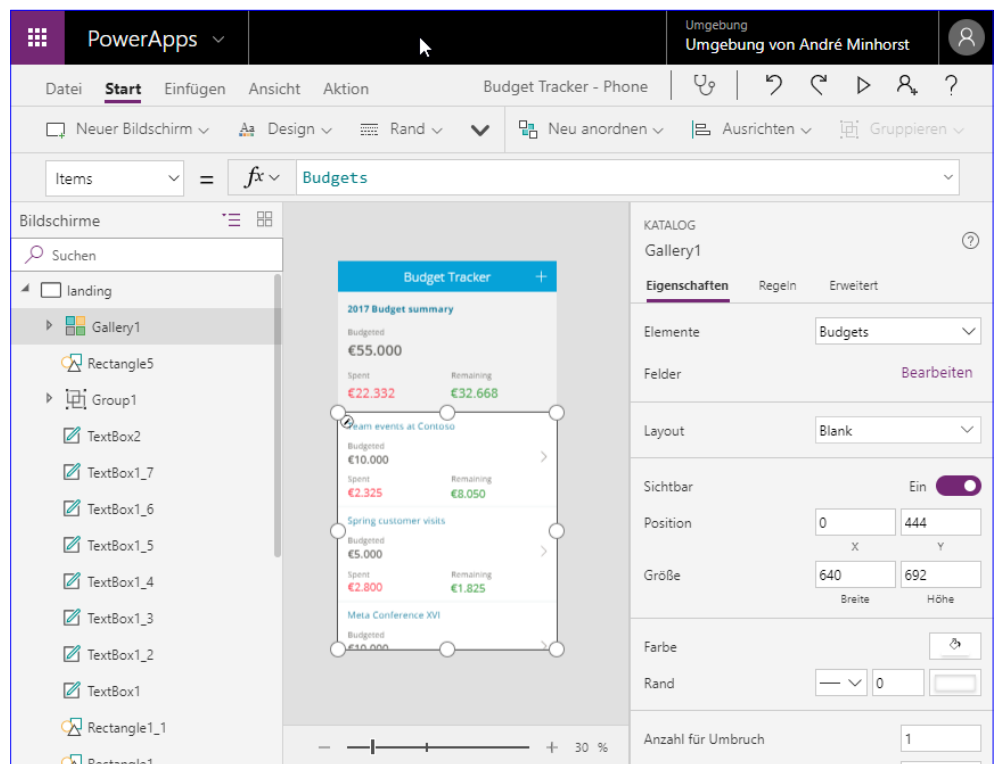 Umgebung
PowerApps
Umgebung von André Minhorst
Datei Start Einfügen Ansicht Aktion Budget Tracker - Phone ?
Neuer Bildschirm Aa Design Rand Neu anordnen Ausrichten Gruppieren
Items = fx Budgets
Bildschirme
Suchen
landing
Gallery1
Rectangle5
Group1
TextBox2
TextBox1_7
TextBox1_6
TextBox1_5
TextBox1_4
TextBox1_3
TextBox1_2
TextBox1
Rectangle1_1
Rectangle1
Budget Tracker +
2017 Budget summary
Budgeted
€55.000
Spent Remaining
€22.332 €32.668
Team events at Contoso
Budgeted
€10.000
Spent Remaining
€2.325 €8.050
Spring customer visits
Budgeted
€5.000
Spent Remaining
€2.800 €1.825
Meta Conference XVI
Budgeted
€10.000
30 %
KATALOG
Gallery1
Eigenschaften Regeln Erweitert
Elemente Budgets
Felder Bearbeiten
Layout Blank
Sichtbar Ein
Position 0 444
X Y
Größe 640 692
Breite Höhe
Farbe
Rand 0
Anzahl für Umbruch 1